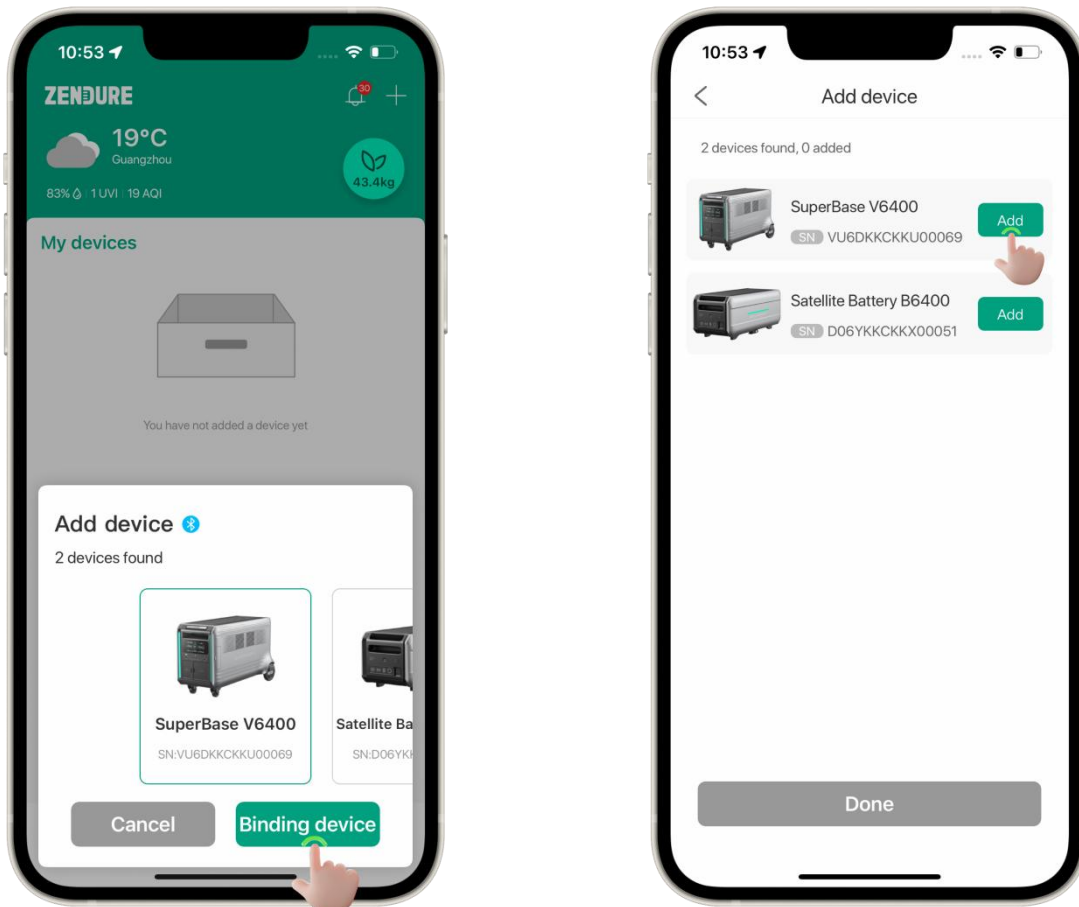 10:53
ZENDURE
30
19°C
Guangzhou
43.4kg
83% 1 UVI 19 AQI
My devices
You have not added a device yet
Add device
2 devices found
SuperBase V6400
SN:VU6DKKCKKU00069
Satellite Ba
SN:D06YK
Cancel
Binding device
10:53
Add device
2 devices found, 0 added
SuperBase V6400
SN VU6DKKCKKU00069
Add
Satellite Battery B6400
SN D06YKKCKKX00051
Add
Done